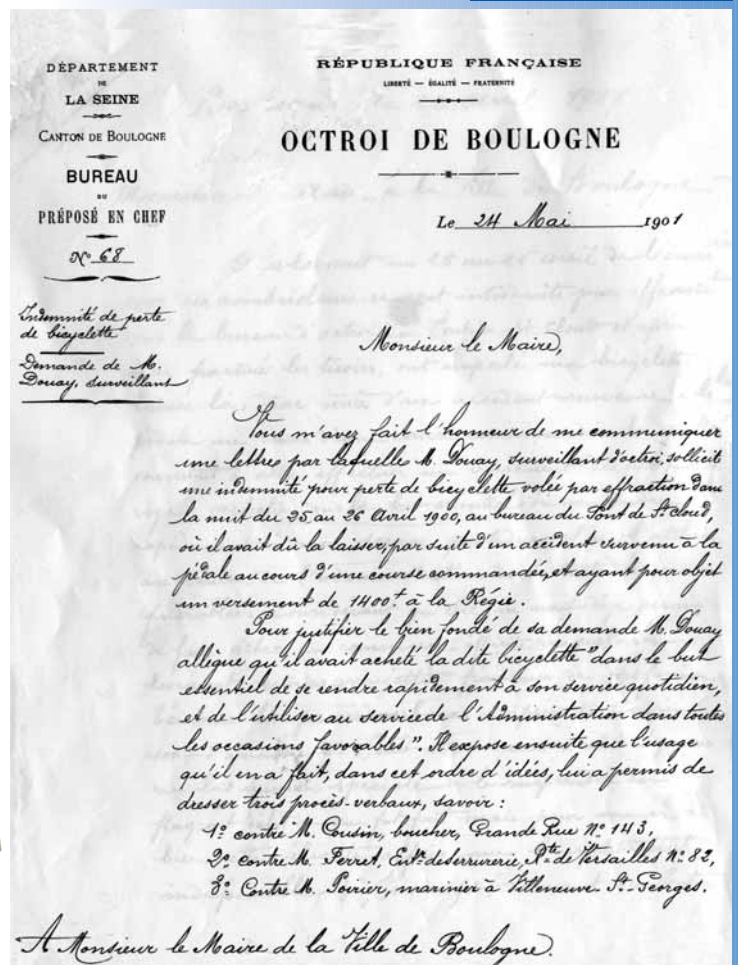 DÉPARTEMENT
DE
LA SEINE
CANTON DE BOULOGNE
BUREAU
DU
PRÉPOSÉ EN CHEF
Nº 68
Indemnité de perte
de bicyclette
Demande de M.
Douay, surveillant
RÉPUBLIQUE FRANÇAISE
LIBERTÉ — ÉGALITÉ — FRATERNITÉ
OCTROI DE BOULOGNE
Le 24 Mai 1901
Monsieur le Maire,
Vous m'avez fait l'honneur de me communiquer
une lettre par laquelle M. Douay, surveillant d'octroi, sollicit
une indemnité pour perte de bicyclette volée par effraction dans
la nuit du 25 au 26 Avril 1900, au bureau du Pont de St Cloud,
où il avait dû la laisser, par suite d'un accident survenu à la
pédale au cours d'une course commandée, et ayant pour objet
un versement de 1400f à la Régie.
Pour justifier le bien fondé de sa demande M. Douay
allègue qu'il avait acheté la dite bicyclette "dans le but
essentiel de se rendre rapidement à son service quotidien,
et de l'utiliser au service de l'Administration dans toutes
les occasions favorables". Il expose ensuite que l'usage
qu'il en a fait, dans cet ordre d'idées, lui a permis de
dresser trois procès-verbaux, savoir :
1º contre M. Cousin, boucher, Grande Rue Nº 143,
2º contre M. Ferret, Entr. de serrurerie, Rte de Versailles Nº 82,
3º Contre M. Poirier, marinier à Villeneuve-St-Georges.
A Monsieur le Maire de la Ville de Boulogne.